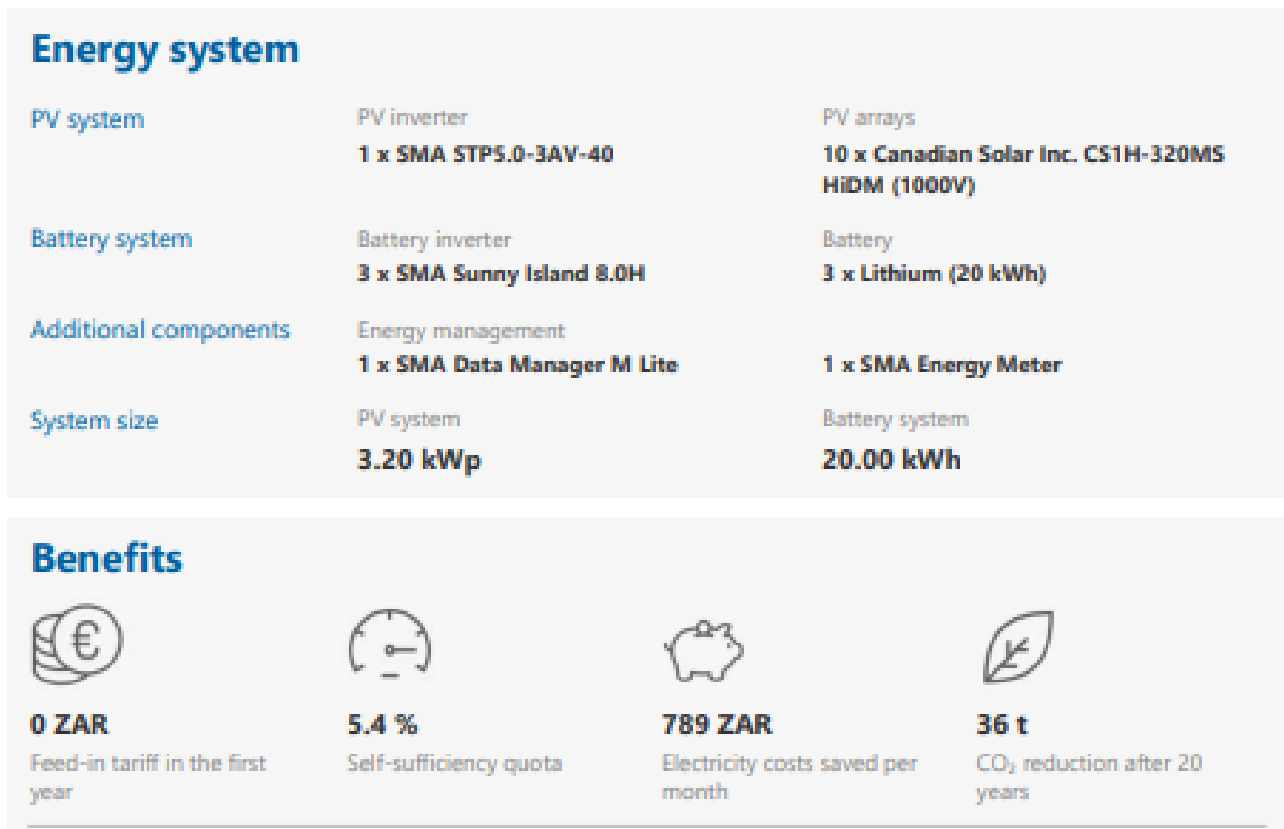 Energy system
PV system
PV inverter
PV arrays
1 x SMA STP5.0-3AV-40
10 x Canadian Solar Inc. CS1H-320MS
HiDM (1000V)
Battery system
Battery inverter
Battery
3 x SMA Sunny Island 8.0H
3 x Lithium (20 kWh)
Additional components
Energy management
1 x SMA Data Manager M Lite
1 x SMA Energy Meter
System size
PV system
Battery system
3.20 kWp
20.00 kWh
Benefits
€
0 ZAR
Feed-in tariff in the first
year
5.4 %
Self-sufficiency quota
789 ZAR
Electricity costs saved per
month
36 t
CO₂ reduction after 20
years